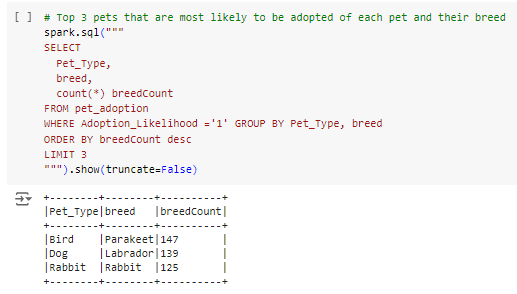 [ ] # Top 3 pets that are most likely to be adopted of each pet and their breed
spark.sql("""
SELECT
  Pet_Type,
  breed,
  count(*) breedCount
FROM pet_adoption
WHERE Adoption_Likelihood ='1' GROUP BY Pet_Type, breed
ORDER BY breedCount desc
LIMIT 3
""").show(truncate=False)
+--------+--------+----------+
|Pet_Type|breed   |breedCount|
+--------+--------+----------+
|Bird    |Parakeet|147       |
|Dog     |Labrador|139       |
|Rabbit  |Rabbit  |125       |
+--------+--------+----------+